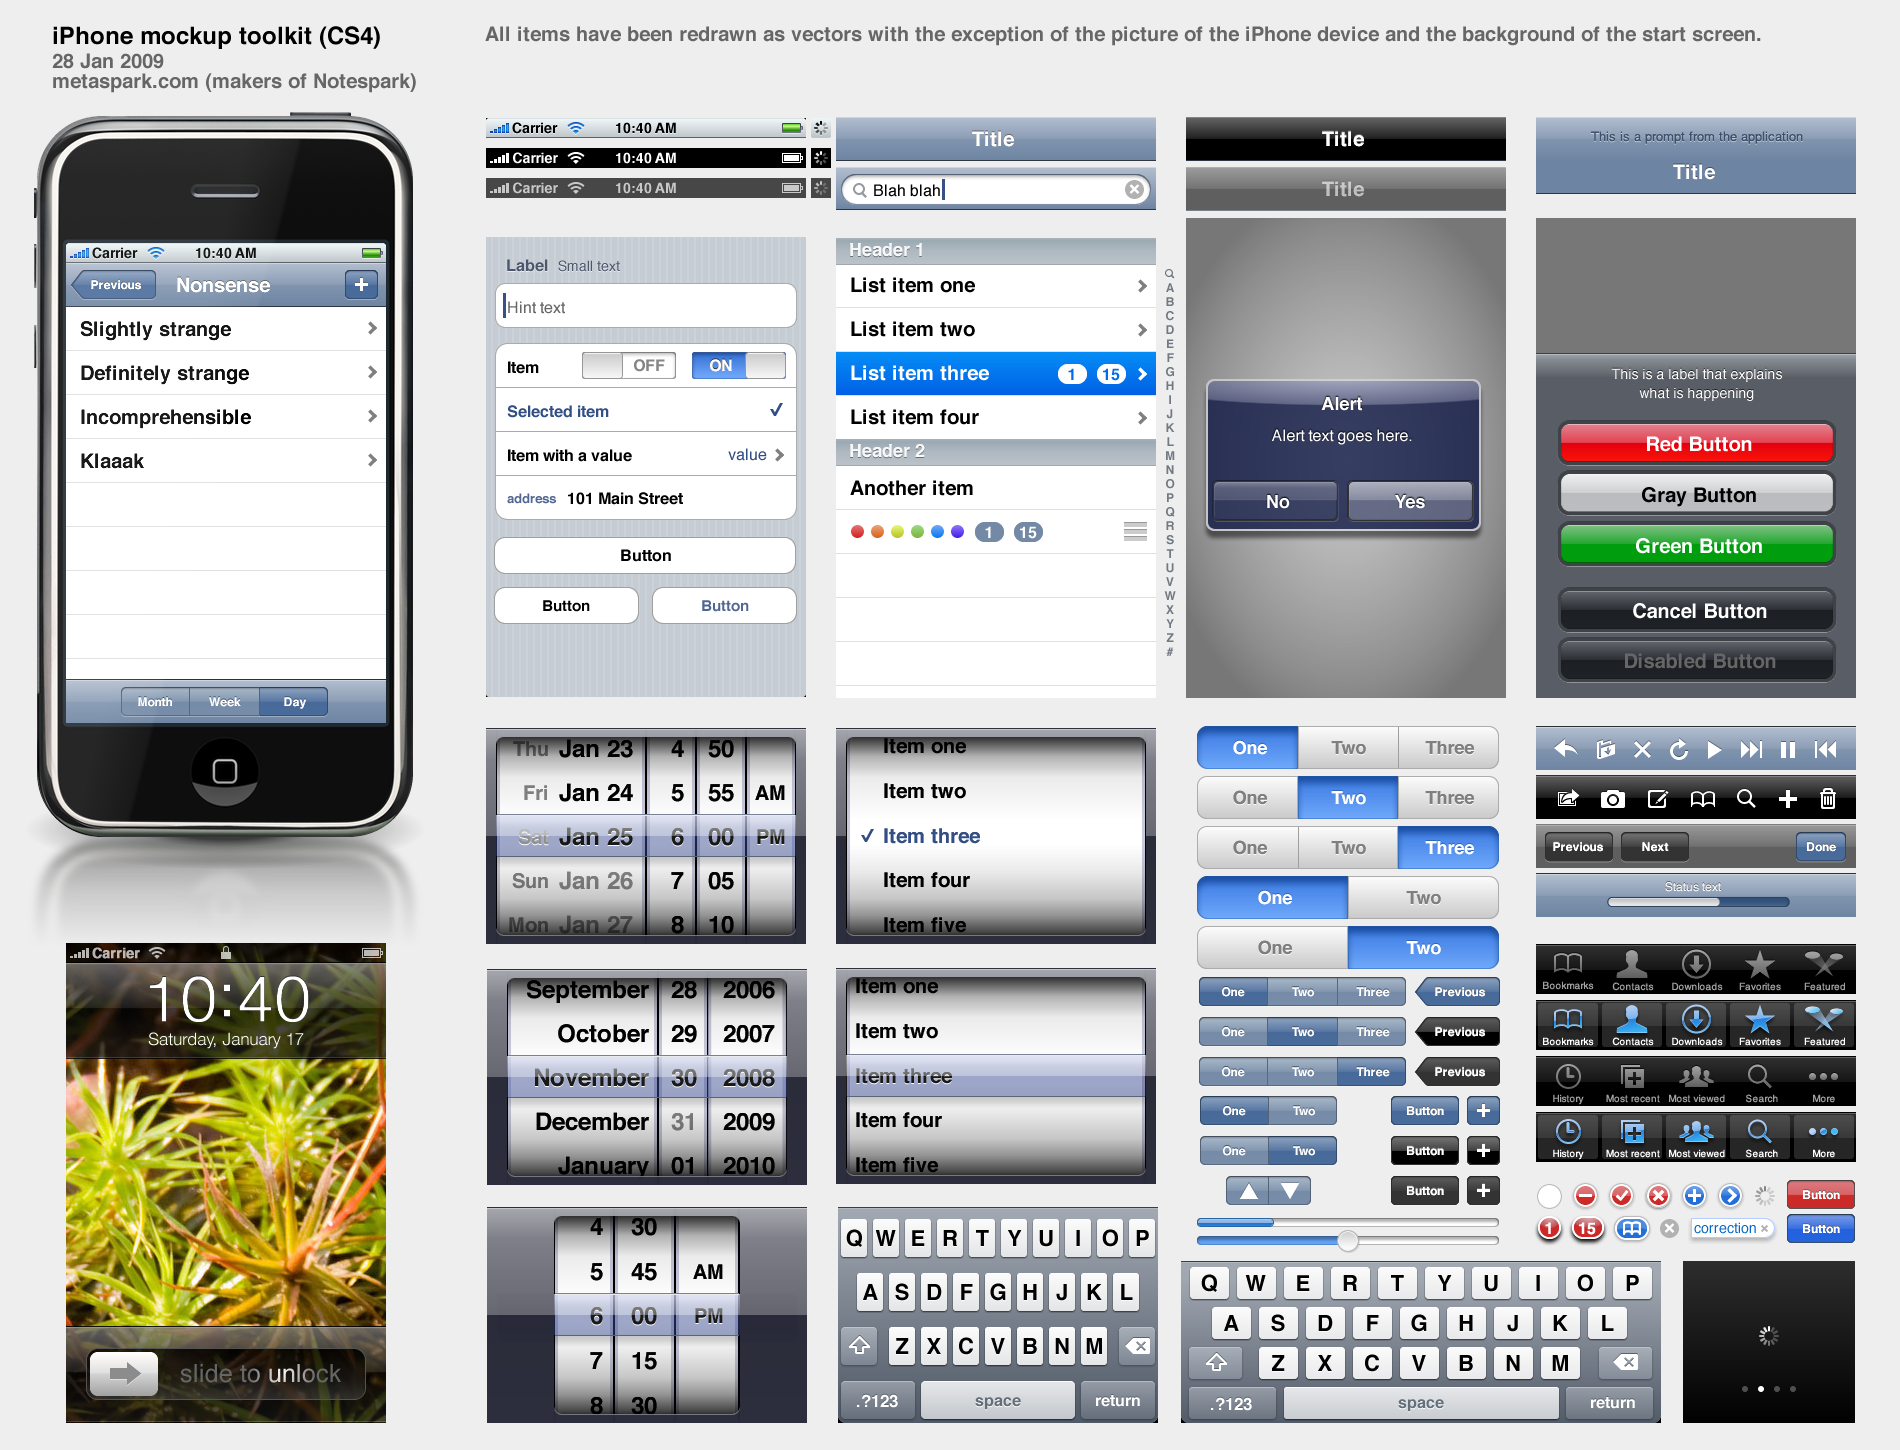 iPhone mockup toolkit (CS4)
28 Jan 2009
metaspark.com (makers of Notespark)
All items have been redrawn as vectors with the exception of the picture of the iPhone device and the background of the start screen.
Carrier 10:40 AM
Previous Nonsense +
Slightly strange
Definitely strange
Incomprehensible
Klaaak
Month Week Day
Carrier
10:40
Saturday, January 17
slide to unlock
Carrier 10:40 AM
Carrier 10:40 AM
Carrier 10:40 AM
Label Small text
Hint text
Item OFF ON
Selected item ✓
Item with a value value
address 101 Main Street
Button
Button Button
Thu Jan 23 4 50
Fri Jan 24 5 55 AM
Sat Jan 25 6 00 PM
Sun Jan 26 7 05
Mon Jan 27 8 10
September 28 2006
October 29 2007
November 30 2008
December 31 2009
January 01 2010
4 30
5 45 AM
6 00 PM
7 15
8 30
Title
Blah blah
Header 1
List item one
List item two
List item three 1 15
List item four
Header 2
Another item
1 15
A
B
C
D
E
F
G
H
I
J
K
L
M
N
O
P
Q
R
S
T
U
V
W
X
Y
Z
#
Item one
Item two
✓ Item three
Item four
Item five
Item one
Item two
Item three
Item four
Item five
Q W E R T Y U I O P
A S D F G H J K L
Z X C V B N M
.?123 space return
Title
Title
Alert
Alert text goes here.
No Yes
One Two Three
One Two Three
One Two Three
One Two
One Two
One Two Three Previous
One Two Three Previous
One Two Three Previous
One Two Button +
One Two Button +
Button +
Q W E R T Y U I O P
A S D F G H J K L
Z X C V B N M
.?123 space return
This is a prompt from the application
Title
This is a label that explains
what is happening
Red Button
Gray Button
Green Button
Cancel Button
Disabled Button
Previous Next Done
Status text
Bookmarks Contacts Downloads Favorites Featured
Bookmarks Contacts Downloads Favorites Featured
History Most recent Most viewed Search More
History Most recent Most viewed Search More
Button
1 15 correction × Button